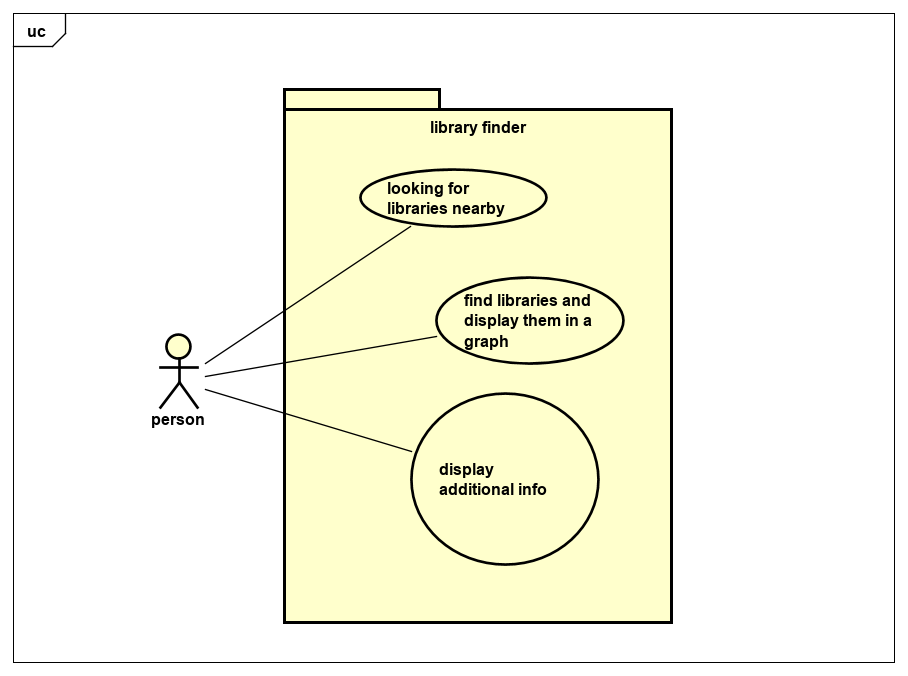 uc
library finder
looking for
libraries nearby
find libraries and
display them in a
graph
person
display
additional info